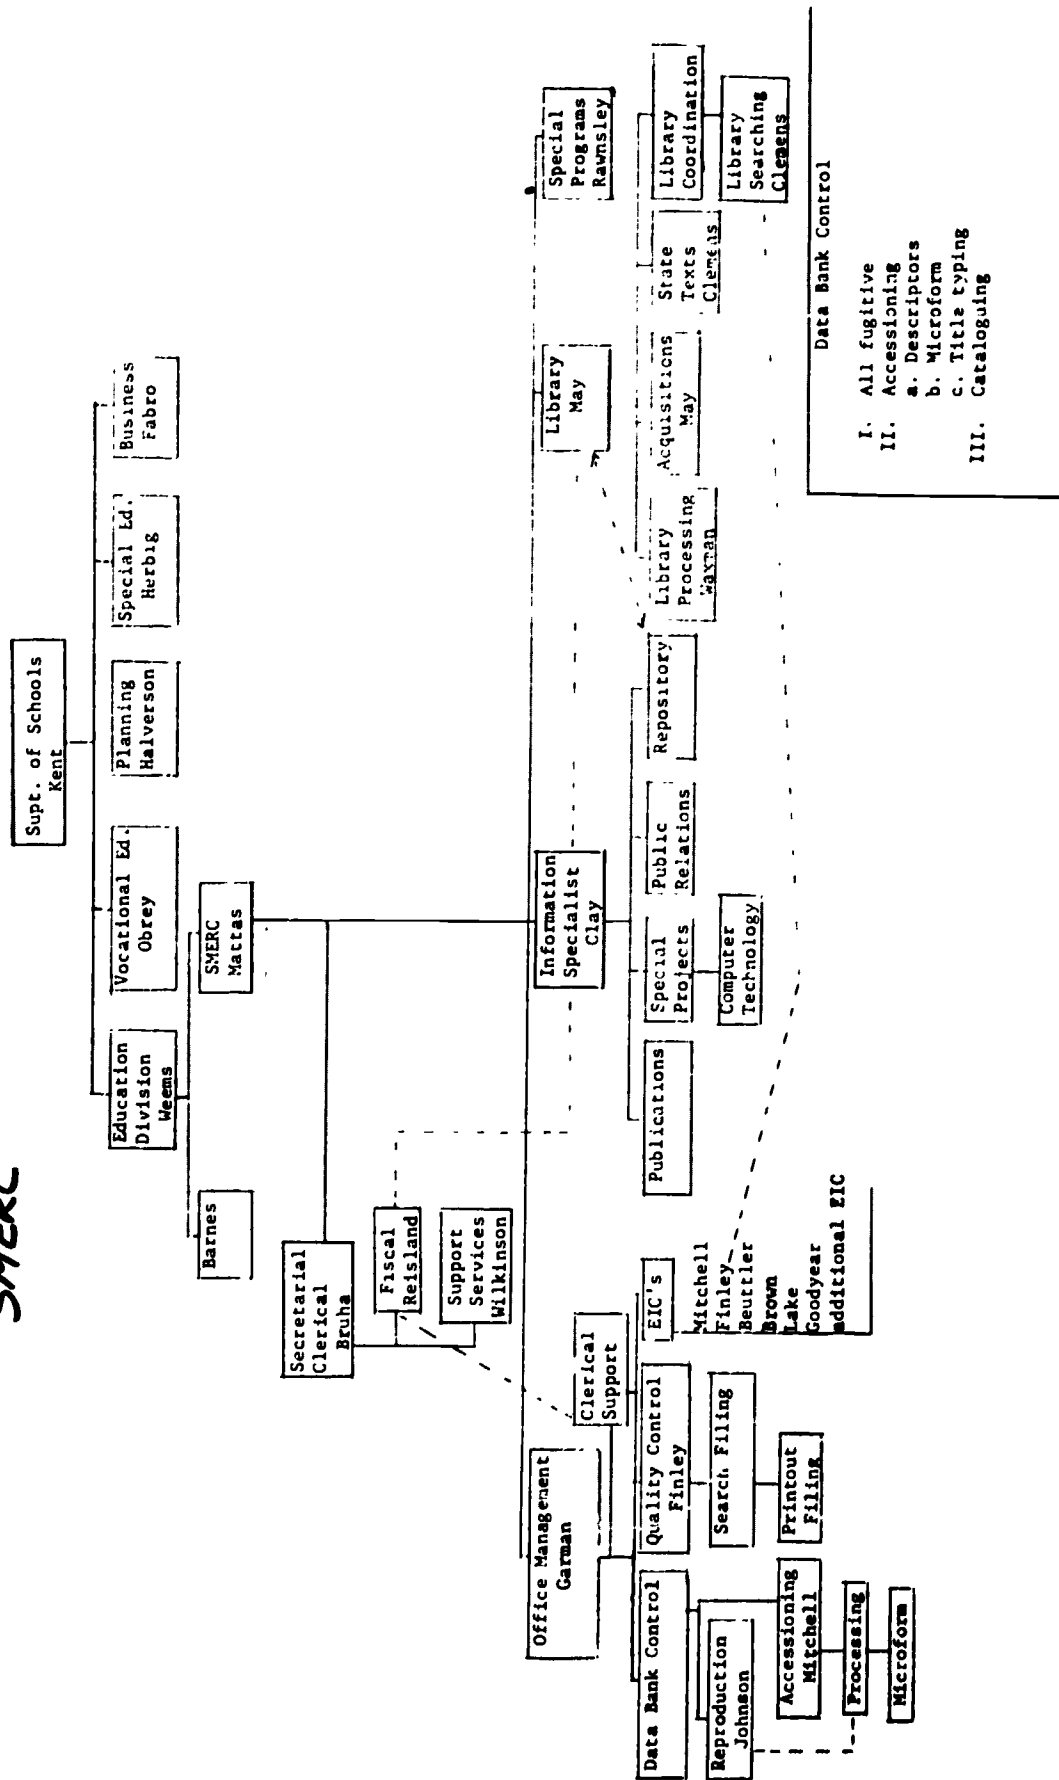 SMERC
Supt. of Schools
Kent
Education
Division
Weems
Vocational Ed.
Obrey
Planning
Halverson
Special Ed.
Herbig
Business
Fabro
Barnes
SMERC
Mattas
Secretarial
Clerical
Bruha
Fiscal
Reisland
Support
Services
Wilkinson
Office Management
Garman
Clerical
Support
Information
Specialist
Clay
Library
May
Special
Programs
Rawnsley
Data Bank Control
Quality Control
Finley
EIC's
Mitchell
Finley
Beuttler
Brown
Lake
Goodyear
additional EIC
Publications
Special
Projects
Public
Relations
Repository
Library
Processing
Waxman
Acquisitions
May
State
Texts
Clemens
Library
Coordination
Reproduction
Johnson
Search Filing
Computer
Technology
Library
Searching
Clemens
Accessioning
Mitchell
Printout
Filing
Processing
Microform
Data Bank Control
I. All fugitive
II. Accessioning
a. Descriptors
b. Microform
c. Title typing
III. Cataloguing